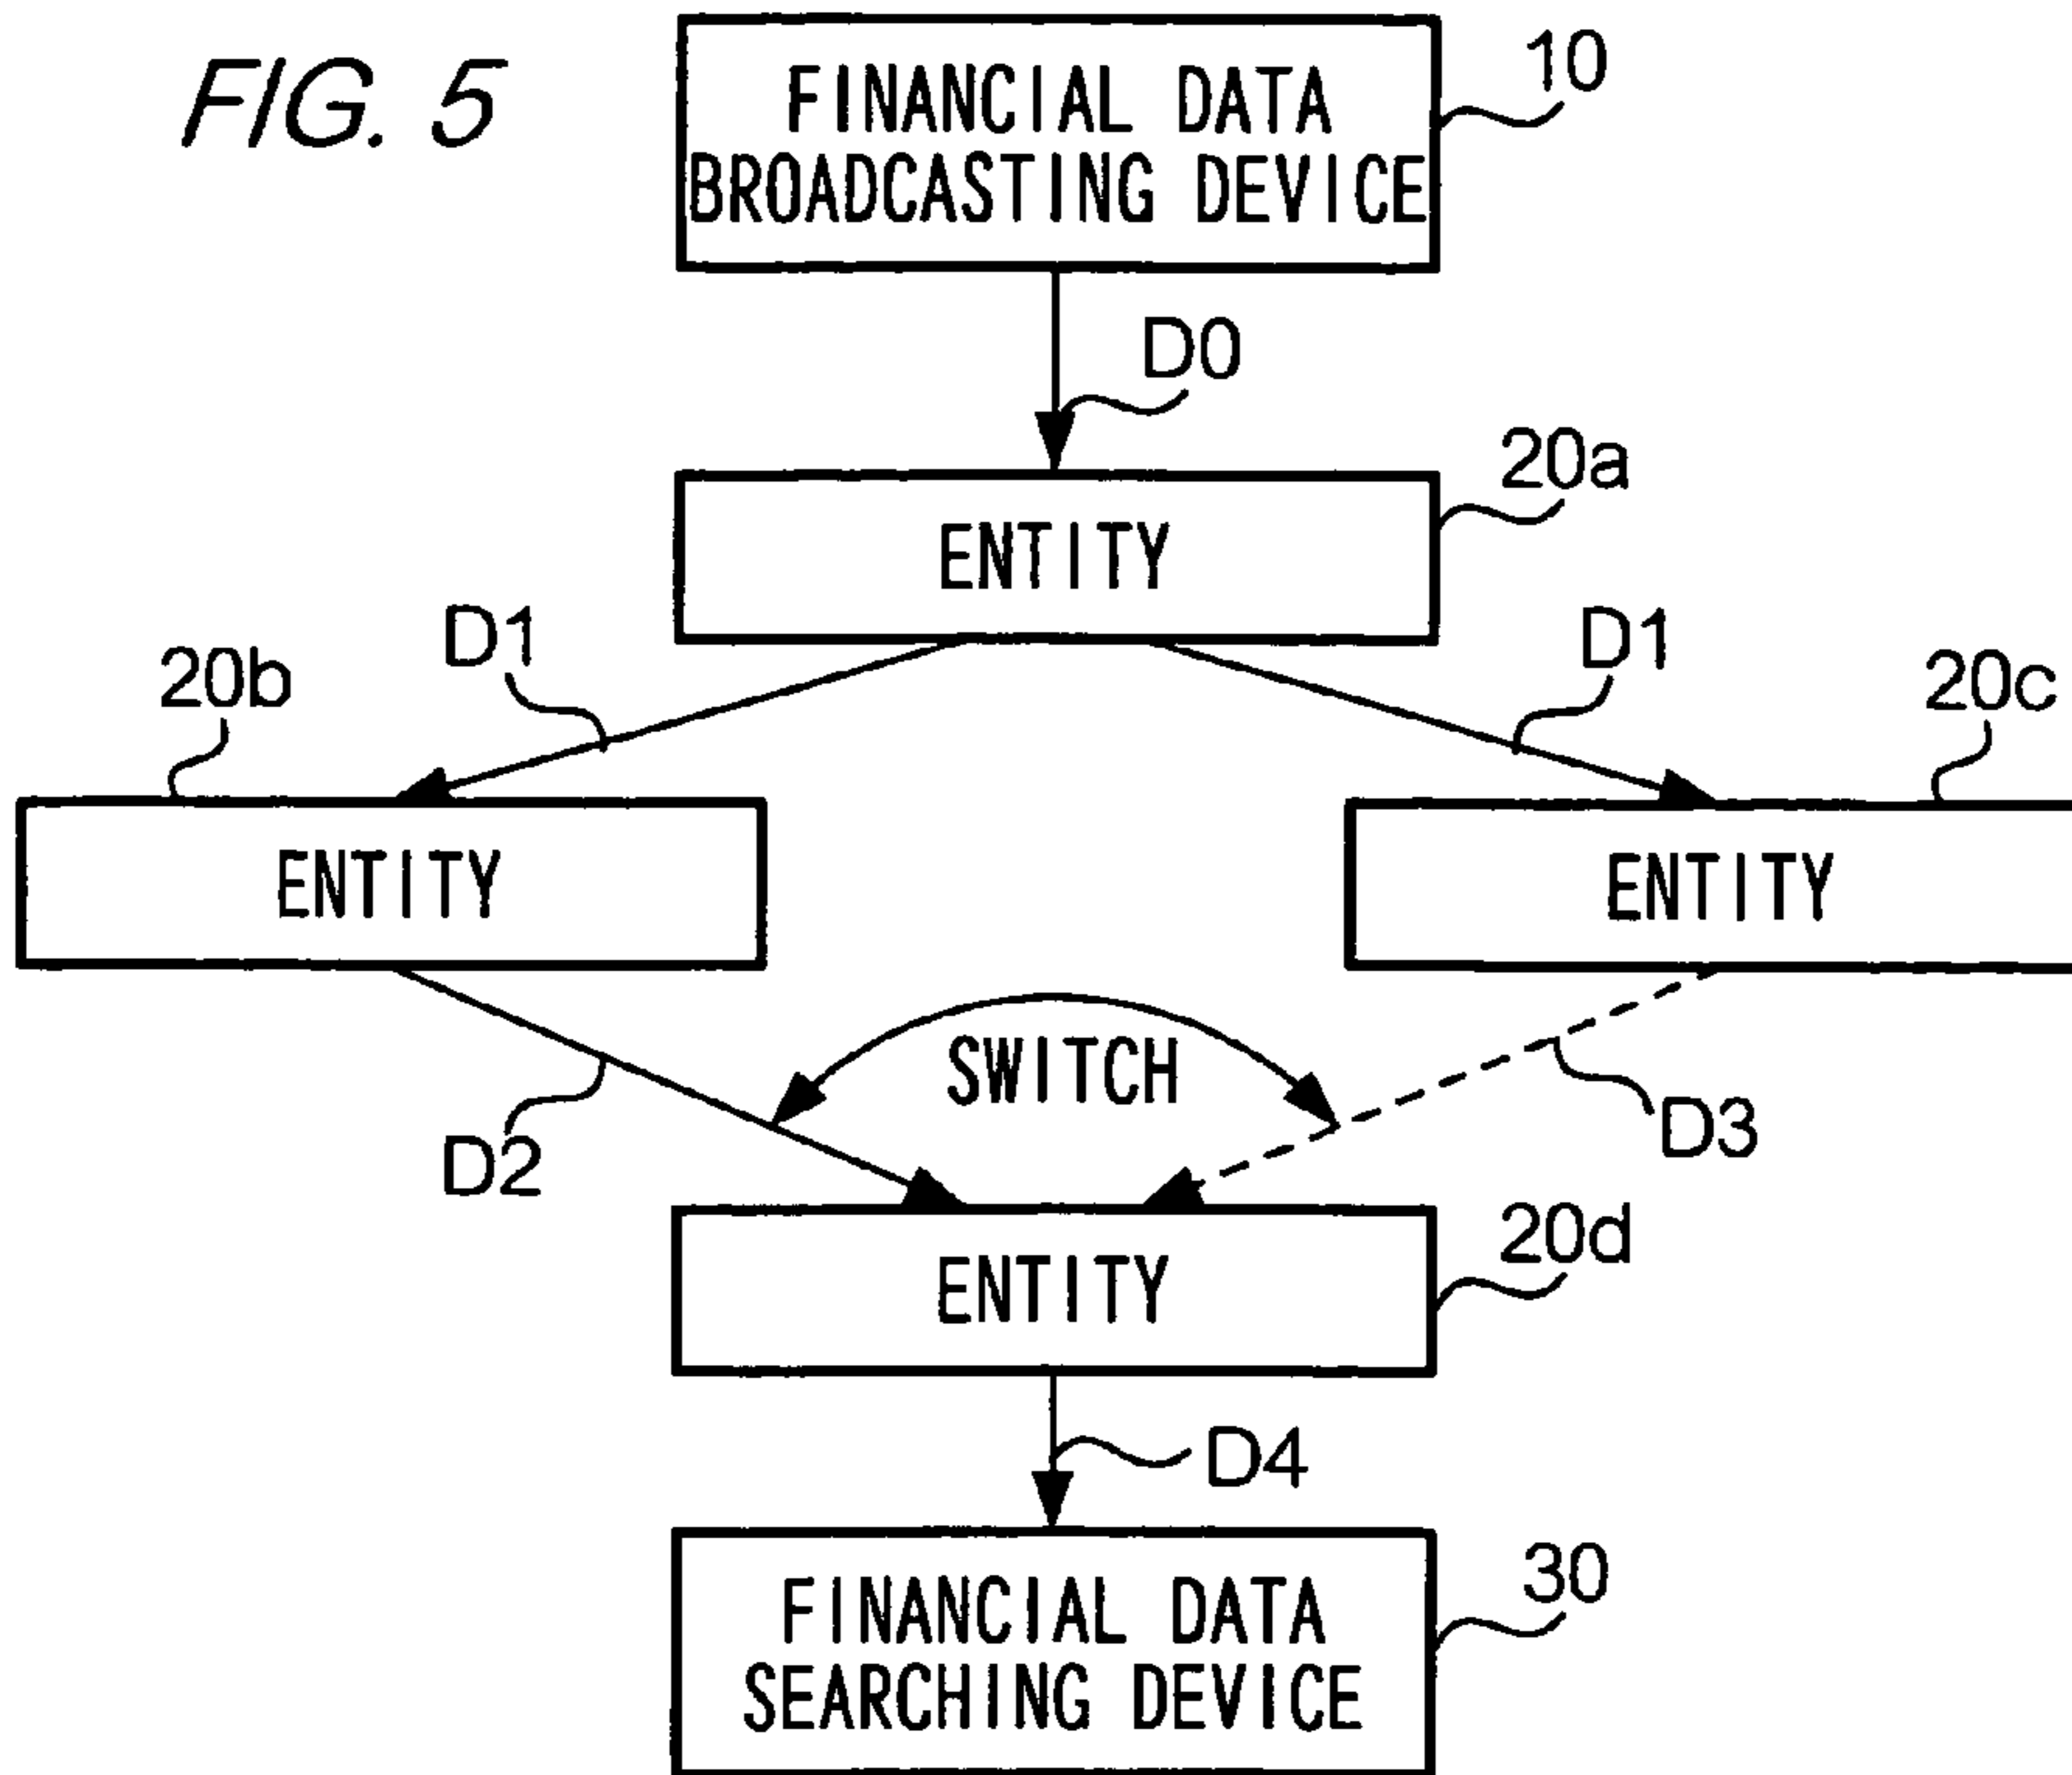 FIG. 5
10
FINANCIAL DATA
BROADCASTING DEVICE
D0
20a
ENTITY
D1
D1
20b
20c
ENTITY
ENTITY
SWITCH
D2
D3
20d
ENTITY
D4
30
FINANCIAL DATA
SEARCHING DEVICE